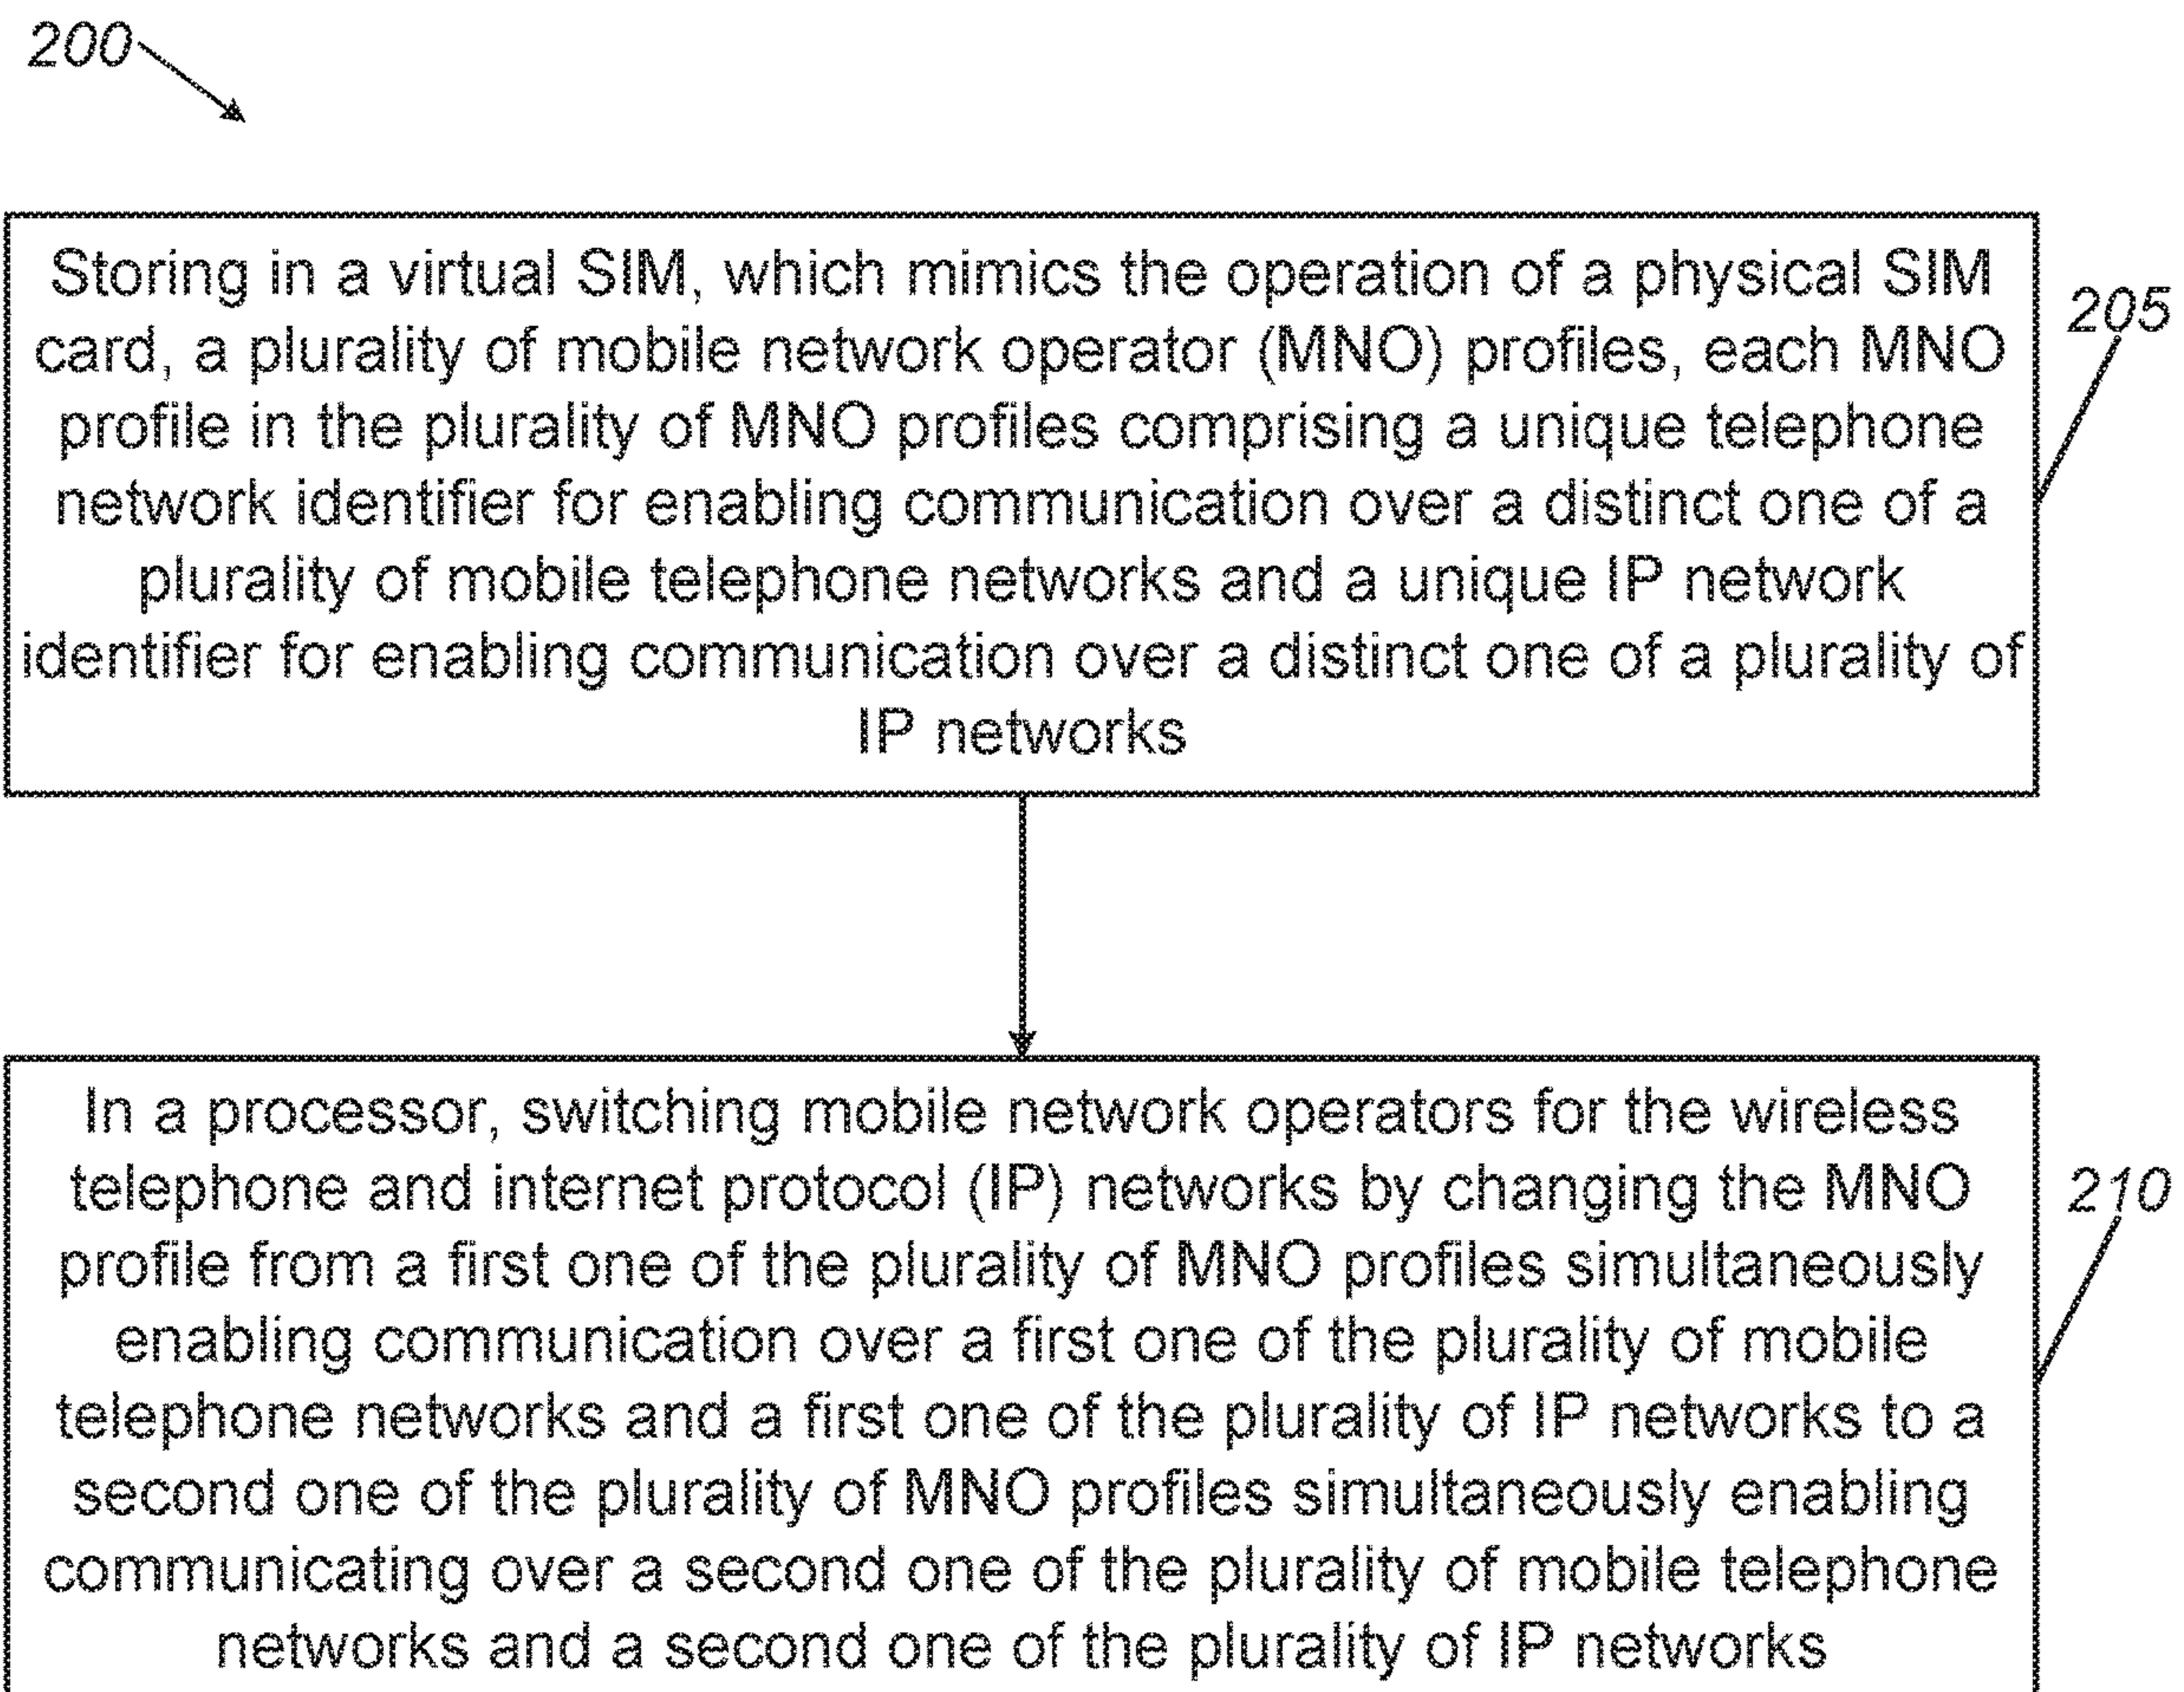 200
Storing in a virtual SIM, which mimics the operation of a physical SIM
card, a plurality of mobile network operator (MNO) profiles, each MNO
profile in the plurality of MNO profiles comprising a unique telephone
network identifier for enabling communication over a distinct one of a
plurality of mobile telephone networks and a unique IP network
identifier for enabling communication over a distinct one of a plurality of
IP networks
205
In a processor, switching mobile network operators for the wireless
telephone and internet protocol (IP) networks by changing the MNO
profile from a first one of the plurality of MNO profiles simultaneously
enabling communication over a first one of the plurality of mobile
telephone networks and a first one of the plurality of IP networks to a
second one of the plurality of MNO profiles simultaneously enabling
communicating over a second one of the plurality of mobile telephone
networks and a second one of the plurality of IP networks
210